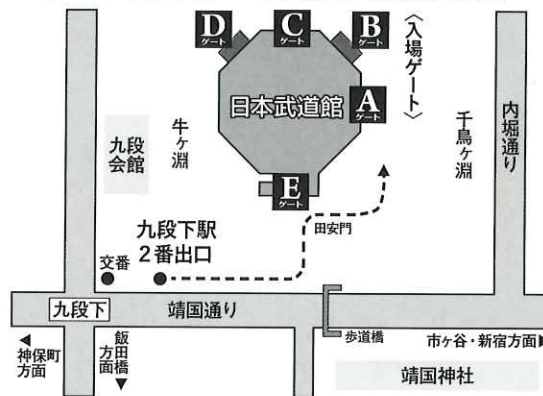 D
ゲート
C
ゲート
B
ゲート
〈入場ゲート〉
日本武道館
A
ゲート
内堀通り
千鳥ヶ淵
牛ヶ淵
九段
会館
E
ゲート
田安門
九段下駅
2番出口
交番
九段下
靖国通り
歩道橋
市ヶ谷・新宿方面▶
◀
神保町
方面
飯田橋
方面
▼
靖国神社